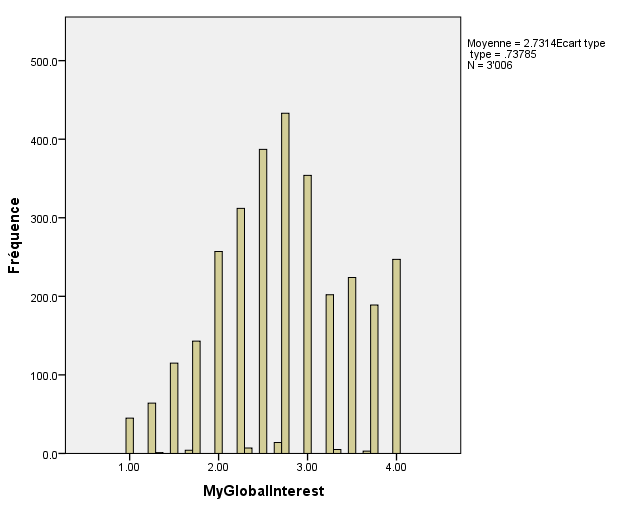 Moyenne = 2.7314Ecart type
type = .73785
N = 3'006
500.0
400.0
300.0
200.0
100.0
0.0
Fréquence
1.00 2.00 3.00 4.00
MyGlobalInterest